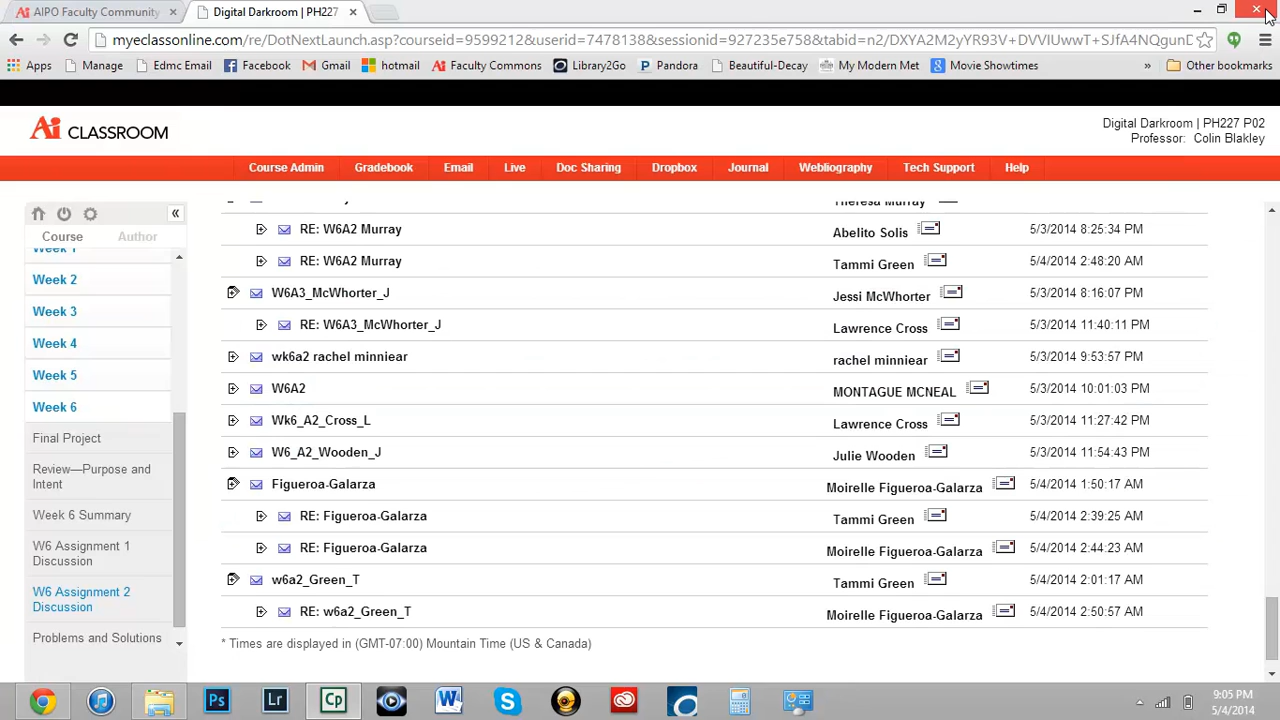 AIPO Faculty Community
Digital Darkroom | PH227
myeclassonline.com/re/DotNextLaunch.asp?courseid=9599212&userid=7478138&sessionid=927235e758&tabid=n2/DXYA2M2yYR93V+DVVIUwwT+SJfA4NQgunD
Apps Manage Edmc Email Facebook Gmail hotmail Faculty Commons Library2Go Pandora Beautiful-Decay My Modern Met Movie Showtimes » Other bookmarks
Ai CLASSROOM
Digital Darkroom | PH227 P02
Professor: Colin Blakley
Course Admin Gradebook Email Live Doc Sharing Dropbox Journal Webliography Tech Support Help
Course Author
Week 1
Week 2
Week 3
Week 4
Week 5
Week 6
Final Project
Review—Purpose and
Intent
Week 6 Summary
W6 Assignment 1
Discussion
W6 Assignment 2
Discussion
Problems and Solutions
Theresa Murray
RE: W6A2 Murray Abelito Solis 5/3/2014 8:25:34 PM
RE: W6A2 Murray Tammi Green 5/4/2014 2:48:20 AM
W6A3_McWhorter_J Jessi McWhorter 5/3/2014 8:16:07 PM
RE: W6A3_McWhorter_J Lawrence Cross 5/3/2014 11:40:11 PM
wk6a2 rachel minniear rachel minniear 5/3/2014 9:53:57 PM
W6A2 MONTAGUE MCNEAL 5/3/2014 10:01:03 PM
Wk6_A2_Cross_L Lawrence Cross 5/3/2014 11:27:42 PM
W6_A2_Wooden_J Julie Wooden 5/3/2014 11:54:43 PM
Figueroa-Galarza Moirelle Figueroa-Galarza 5/4/2014 1:50:17 AM
RE: Figueroa-Galarza Tammi Green 5/4/2014 2:39:25 AM
RE: Figueroa-Galarza Moirelle Figueroa-Galarza 5/4/2014 2:44:23 AM
w6a2_Green_T Tammi Green 5/4/2014 2:01:17 AM
RE: w6a2_Green_T Moirelle Figueroa-Galarza 5/4/2014 2:50:57 AM
* Times are displayed in (GMT-07:00) Mountain Time (US & Canada)
Ps Lr Cp W
9:05 PM
5/4/2014